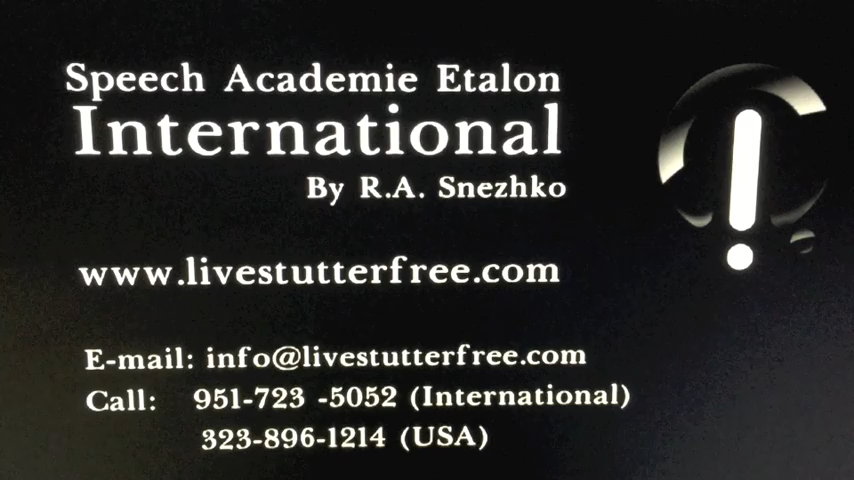 Speech Academie Etalon
International
By R.A. Snezhko
www.livestutterfree.com
E-mail: info@livestutterfree.com
Call: 951-723 -5052 (International)
323-896-1214 (USA)